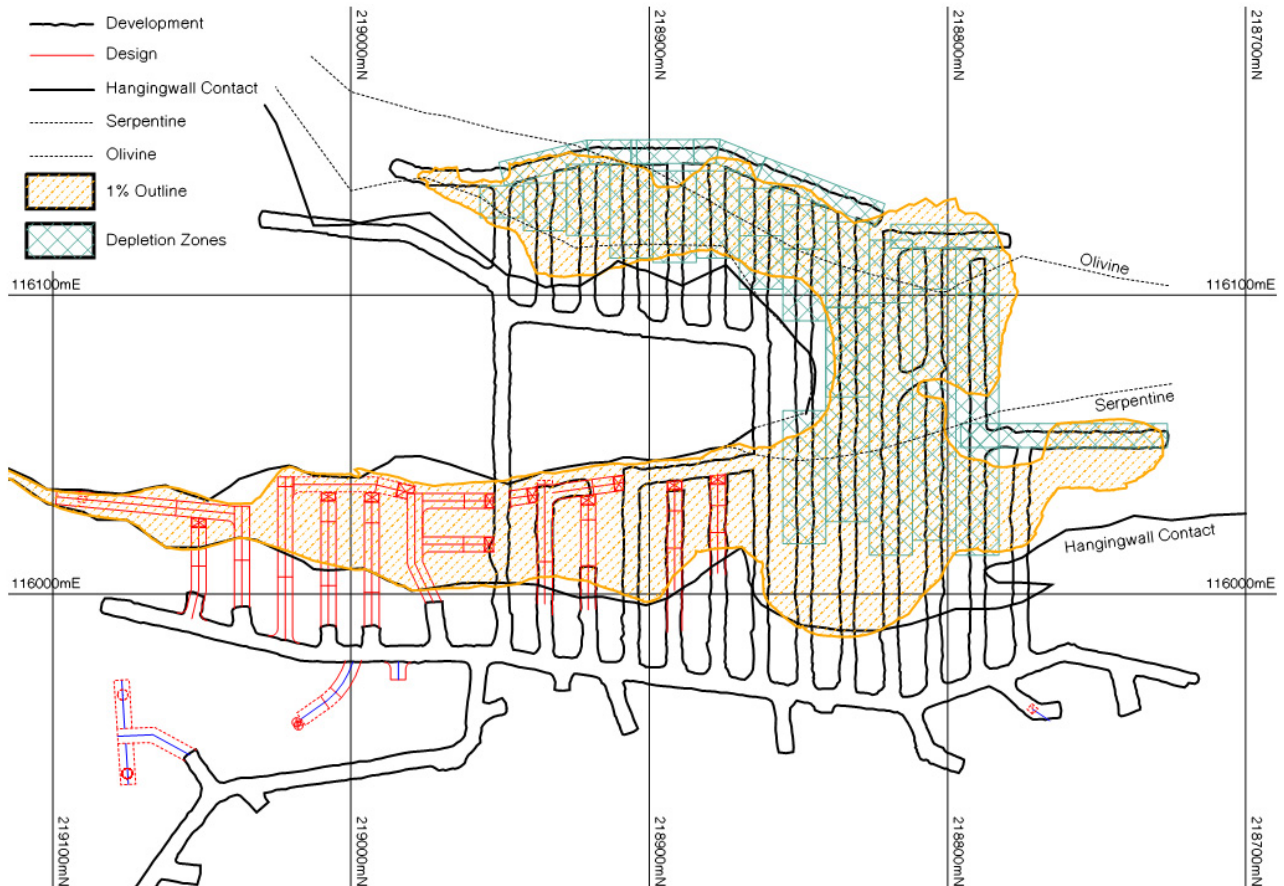 Development
Design
Hangingwall Contact
Serpentine
Olivine
1% Outline
Depletion Zones
219000mN
218900mN
218800mN
218700mN
Olivine
116100mE
116100mE
Serpentine
Hangingwall Contact
116000mE
116000mE
219100mN
219000mN
218900mN
218800mN
218700mN